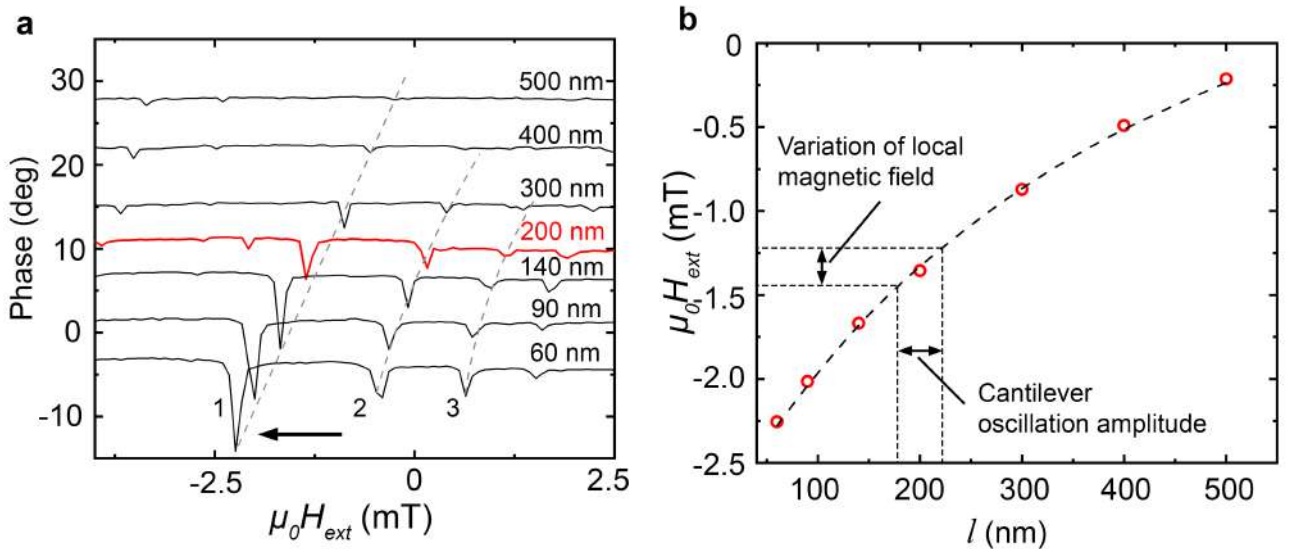 a
Phase (deg)
30
20
10
0
-10
500 nm
400 nm
300 nm
200 nm
140 nm
90 nm
60 nm
1
2
3
-2.5
0
2.5
μ₀Hₑₓₜ (mT)
b
μ₀Hₑₓₜ (mT)
0
-0.5
-1.0
-1.5
-2.0
-2.5
Variation of local
magnetic field
Cantilever
oscillation amplitude
100
200
300
400
500
l (nm)